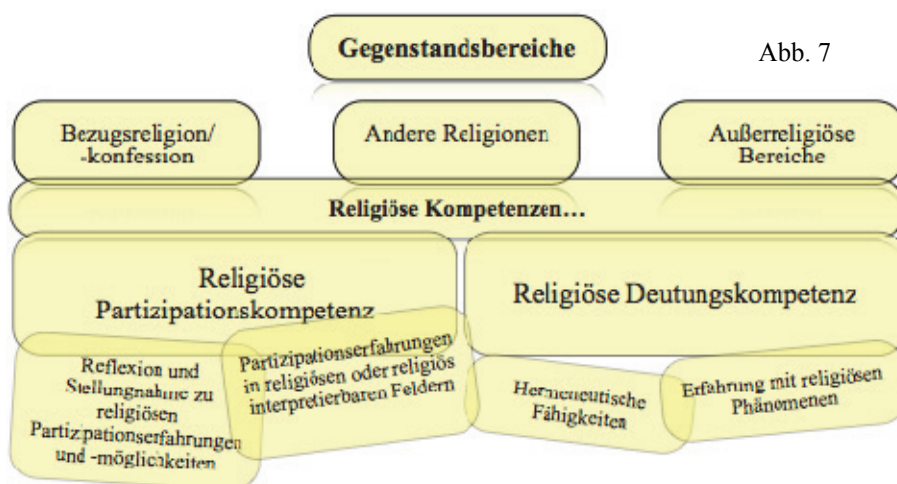 Gegenstandsbereiche
Abb. 7
Bezugsreligion/
-konfession
Andere Religionen
Außerreligiöse
Bereiche
Religiöse Kompetenzen...
Religiöse
Partizipationskompetenz
Religiöse Deutungskompetenz
Reflexion und
Stellungnahme zu
religiösen
Partizipationserfahrungen
und -möglichkeiten
Partizipationserfahrungen
in religiösen oder religiös
interpretierbaren Feldern
Hermeneutische
Fähigkeiten
Erfahrung mit religiösen
Phänomenen